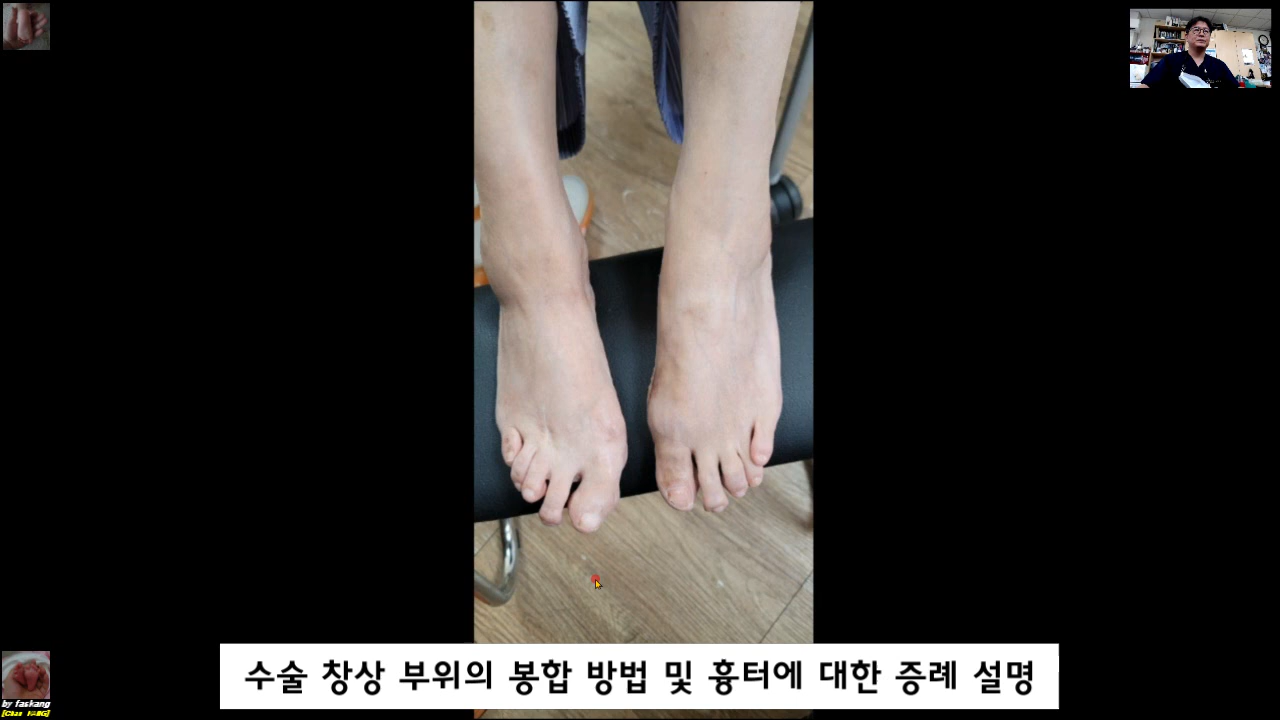 수술 창상 부위의 봉합 방법 및 흉터에 대한 증례 설명
by faskang